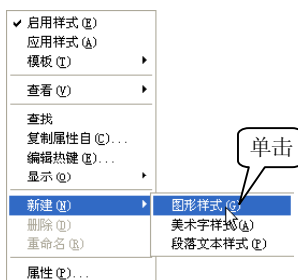 启用样式(E)
应用样式(A)
模板(T)
查看(V)
查找
复制属性自(C)...
编辑热键(E)...
显示(O)
单击
新建(N)
图形样式(G)
删除(D)
美术字样式(A)
重命名(R)
段落文本样式(P)
属性(P)...